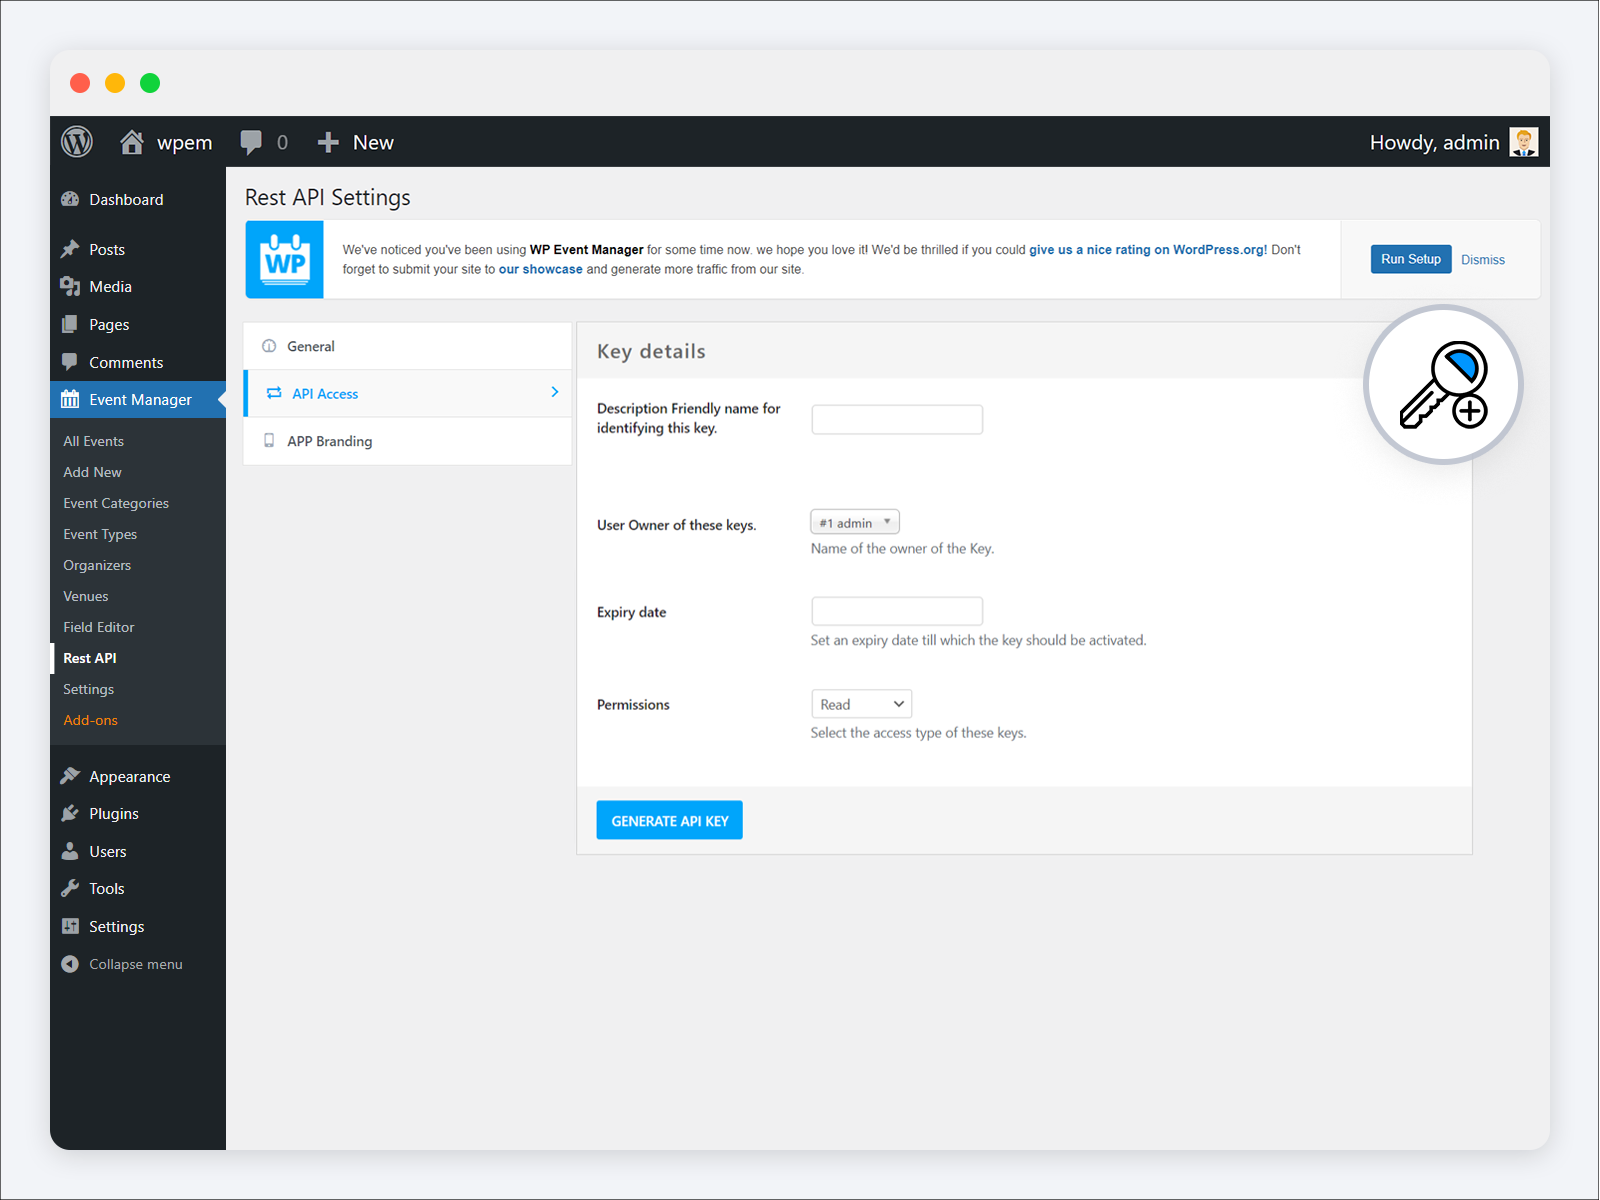 wpem 0 New Howdy, admin
Dashboard
Posts
Media
Pages
Comments
Event Manager
All Events
Add New
Event Categories
Event Types
Organizers
Venues
Field Editor
Rest API
Settings
Add-ons
Appearance
Plugins
Users
Tools
Settings
Collapse menu
Rest API Settings
WP
We've noticed you've been using WP Event Manager for some time now. we hope you love it! We'd be thrilled if you could give us a nice rating on WordPress.org! Don't
forget to submit your site to our showcase and generate more traffic from our site.
Run Setup Dismiss
General
API Access
APP Branding
Key details
Description Friendly name for
identifying this key.
User Owner of these keys.
#1 admin
Name of the owner of the Key.
Expiry date
Set an expiry date till which the key should be activated.
Permissions
Read
Select the access type of these keys.
GENERATE API KEY